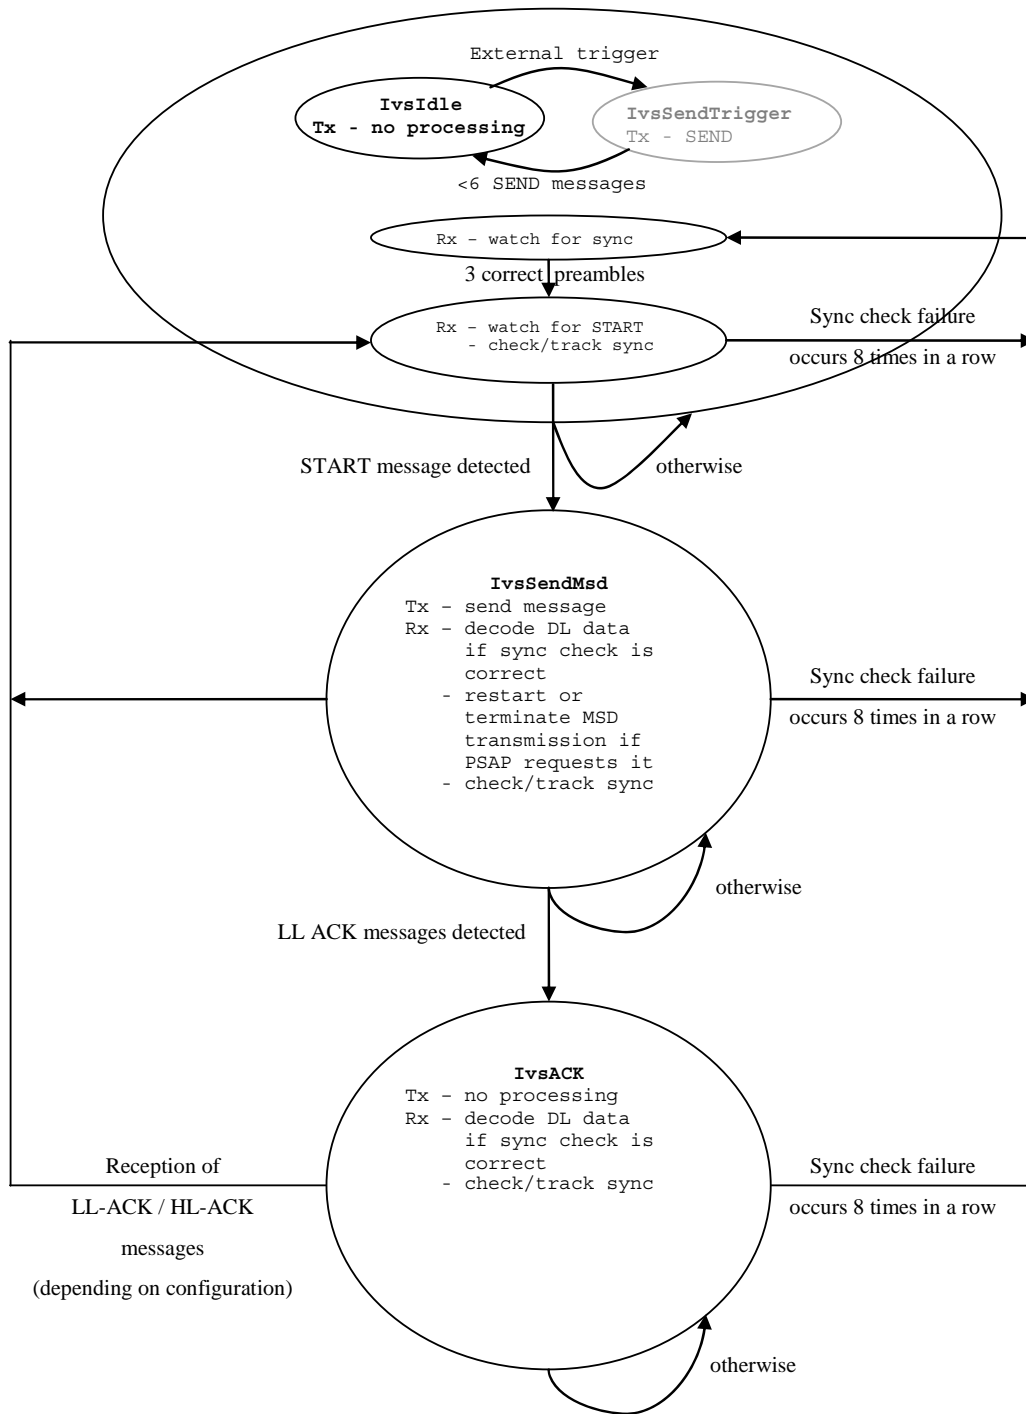 External trigger
IvsIdle
Tx - no processing
IvsSendTrigger
Tx - SEND
<6 SEND messages
Rx – watch for sync
3 correct preambles
Rx – watch for START
- check/track sync
Sync check failure
occurs 8 times in a row
START message detected
otherwise
IvsSendMsd
Tx – send message
Rx – decode DL data
if sync check is
correct
- restart or
terminate MSD
transmission if
PSAP requests it
- check/track sync
Sync check failure
occurs 8 times in a row
otherwise
LL ACK messages detected
IvsACK
Tx – no processing
Rx – decode DL data
if sync check is
correct
- check/track sync
Reception of
LL-ACK / HL-ACK
messages
(depending on configuration)
Sync check failure
occurs 8 times in a row
otherwise